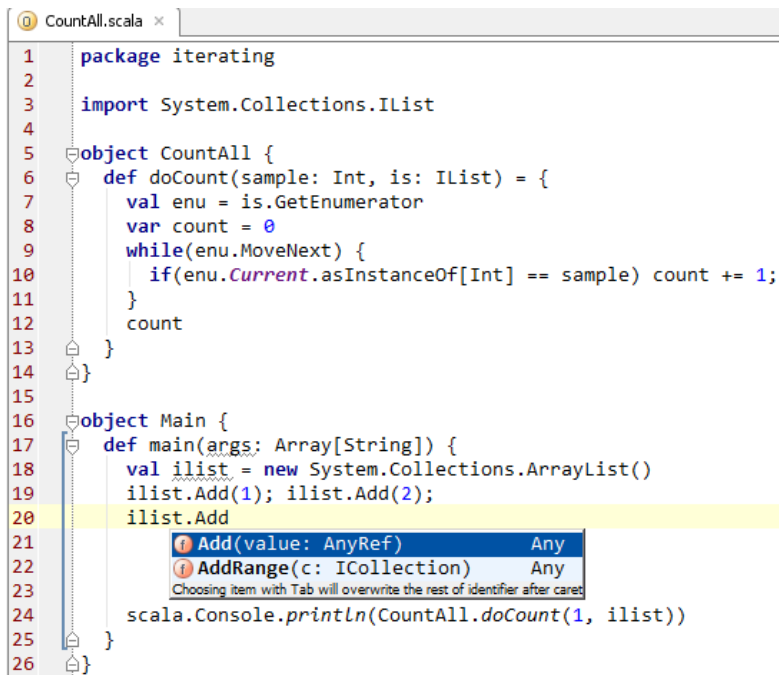 CountAll.scala ×
1 package iterating
2
3 import System.Collections.IList
4
5 object CountAll {
6 def doCount(sample: Int, is: IList) = {
7 val enu = is.GetEnumerator
8 var count = 0
9 while(enu.MoveNext) {
10 if(enu.Current.asInstanceOf[Int] == sample) count += 1;
11 }
12 count
13 }
14 }
15
16 object Main {
17 def main(args: Array[String]) {
18 val ilist = new System.Collections.ArrayList()
19 ilist.Add(1); ilist.Add(2);
20 ilist.Add
21 f Add(value: AnyRef) Any
22 f AddRange(c: ICollection) Any
23 Choosing item with Tab will overwrite the rest of identifier after caret
24 scala.Console.println(CountAll.doCount(1, ilist))
25 }
26 }